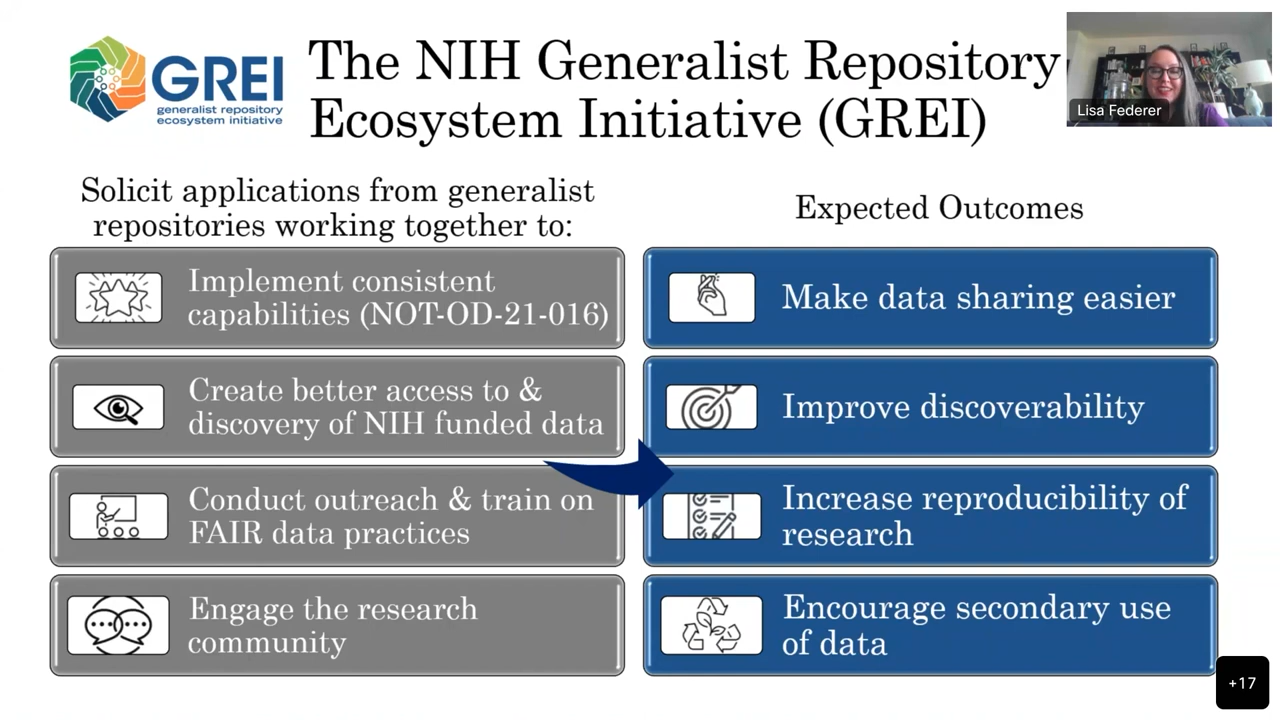 GREI
generalist repository
ecosystem initiative
The NIH Generalist Repository
Ecosystem Initiative (GREI)
Lisa Federer
Solicit applications from generalist
repositories working together to:
Implement consistent
capabilities (NOT-OD-21-016)
Create better access to &
discovery of NIH funded data
Conduct outreach & train on
FAIR data practices
Engage the research
community
Expected Outcomes
Make data sharing easier
Improve discoverability
Increase reproducibility of
research
Encourage secondary use
of data
+17